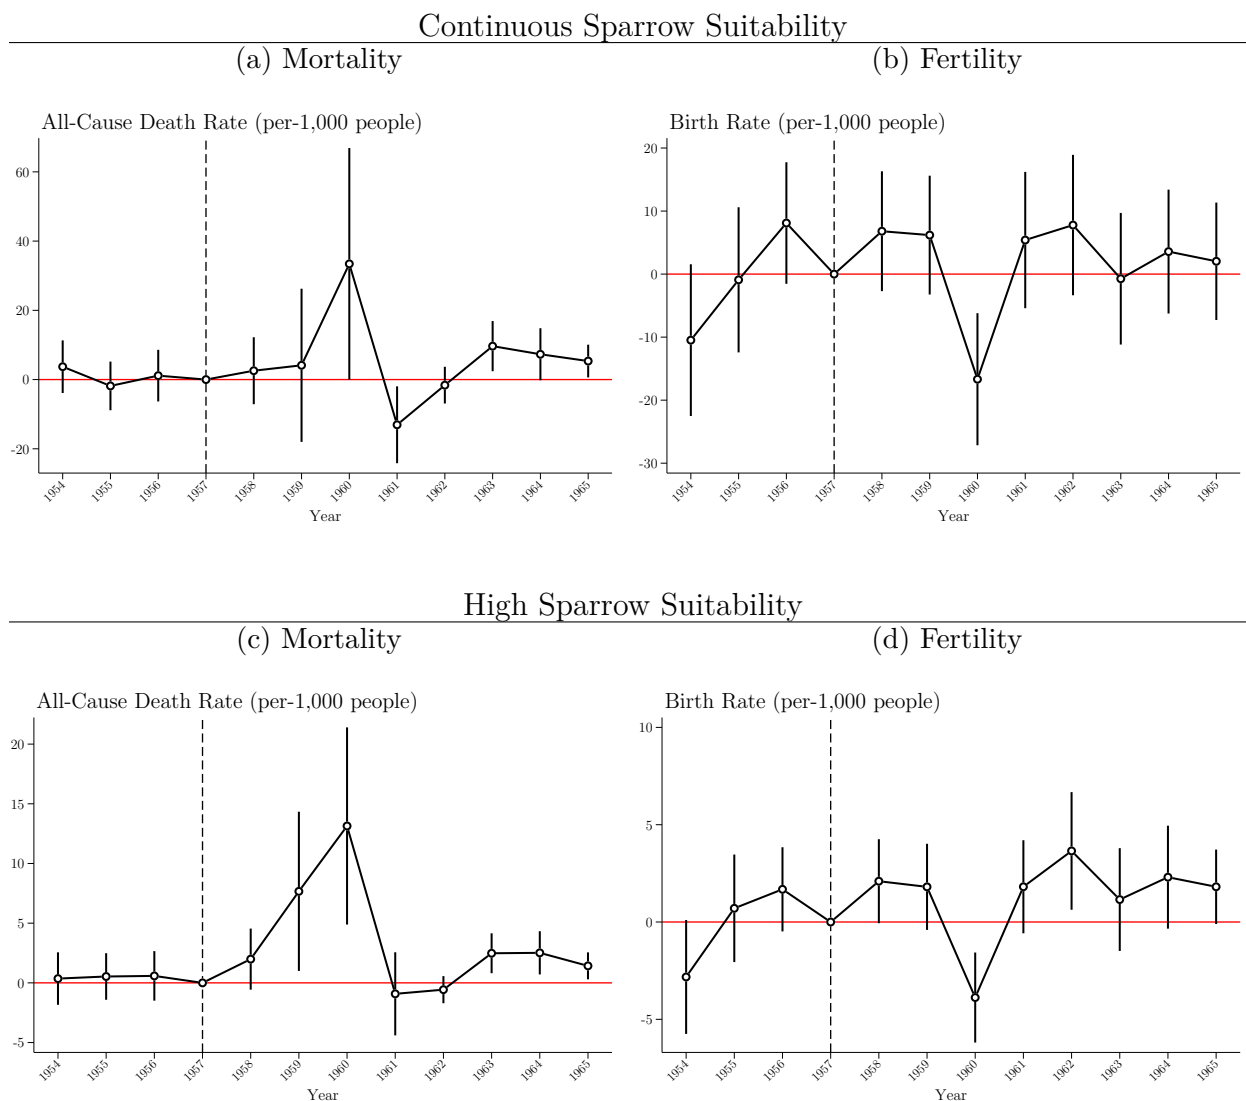 Continuous Sparrow Suitability
(a) Mortality
All-Cause Death Rate (per-1,000 people)
60
40
20
0
-20
1954 1955 1956 1957 1958 1959 1960 1961 1962 1963 1964 1965
Year
(b) Fertility
Birth Rate (per-1,000 people)
20
10
0
-10
-20
-30
1954 1955 1956 1957 1958 1959 1960 1961 1962 1963 1964 1965
Year
High Sparrow Suitability
(c) Mortality
All-Cause Death Rate (per-1,000 people)
20
15
10
5
0
-5
1954 1955 1956 1957 1958 1959 1960 1961 1962 1963 1964 1965
Year
(d) Fertility
Birth Rate (per-1,000 people)
10
5
0
-5
1954 1955 1956 1957 1958 1959 1960 1961 1962 1963 1964 1965
Year